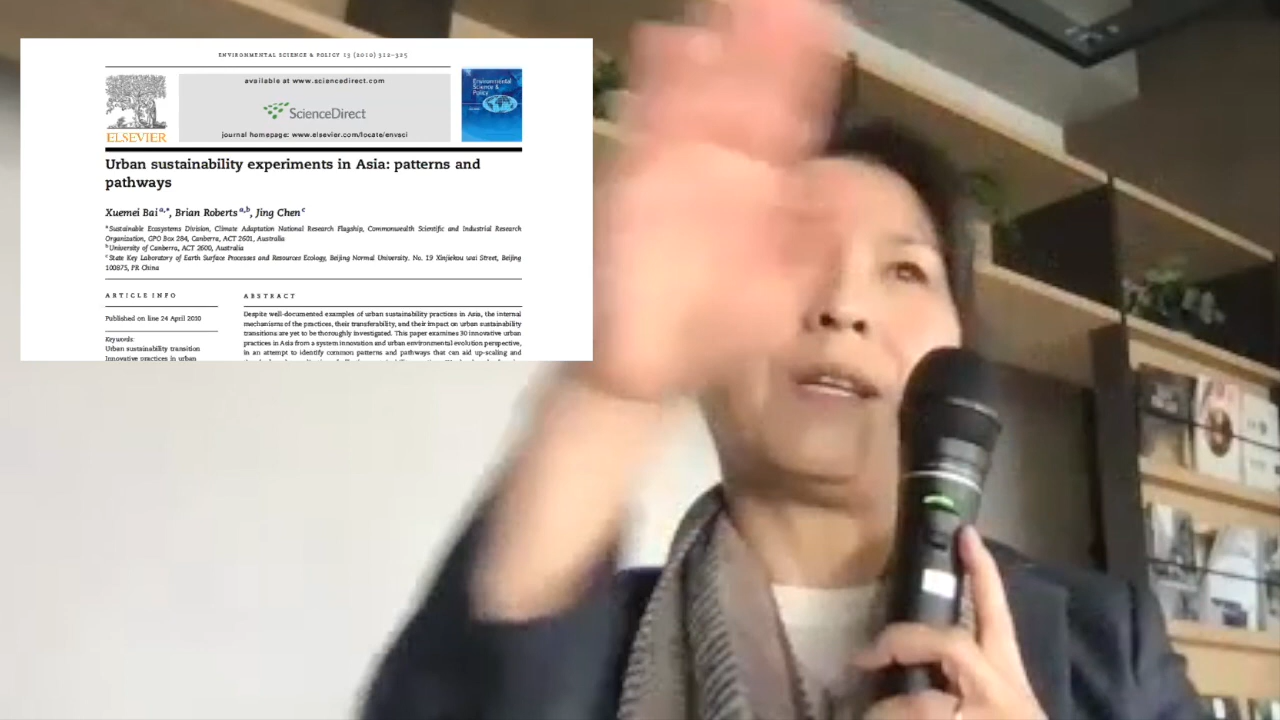 ENVIRONMENTAL SCIENCE & POLICY 13 (2010) 312–325
available at www.sciencedirect.com
ScienceDirect
journal homepage: www.elsevier.com/locate/envsci
ELSEVIER
Environmental
Science &
Policy
Urban sustainability experiments in Asia: patterns and
pathways
Xuemei Bai a,*, Brian Roberts a,b, Jing Chen c
a Sustainable Ecosystems Division, Climate Adaptation National Research Flagship, Commonwealth Scientific and Industrial Research
Organization, GPO Box 284, Canberra, ACT 2601, Australia
b University of Canberra, ACT 2600, Australia
c State Key Laboratory of Earth Surface Processes and Resources Ecology, Beijing Normal University. No. 19 Xinjiekou wai Street, Beijing
100875, PR China
ARTICLE INFO
Published on line 24 April 2010
Keywords:
Urban sustainability transition
Innovative practices in urban
ABSTRACT
Despite well-documented examples of urban sustainability practices in Asia, the internal
mechanisms of the practices, their transferability, and their impact on urban sustainability
transitions are yet to be thoroughly investigated. This paper examines 30 innovative urban
practices in Asia from a system innovation and urban environmental evolution perspective,
in an attempt to identify common patterns and pathways that can aid up-scaling and